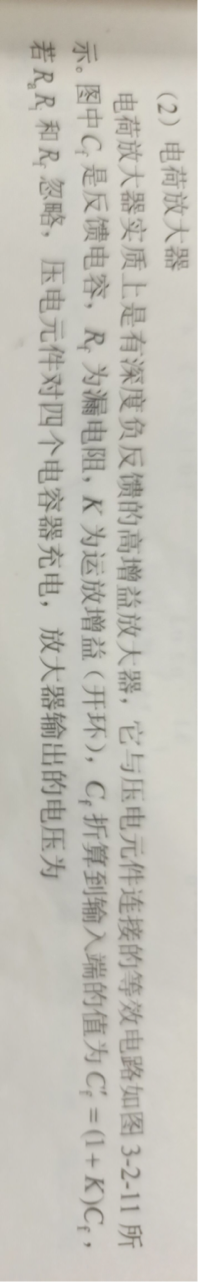 （2）电荷放大器
电荷放大器实质上是有深度负反馈的高增益放大器，它与压电元件连接的等效电路如图 3-2-11 所
示。图中 C_f 是反馈电容，R_f 为漏电阻，K 为运放增益（开环），C_f 折算到输入端的值为 C′_f =(1 + K)C_f，
若 R_a R_i 和 R_f 忽略，压电元件对四个电容器充电，放大器输出的电压为